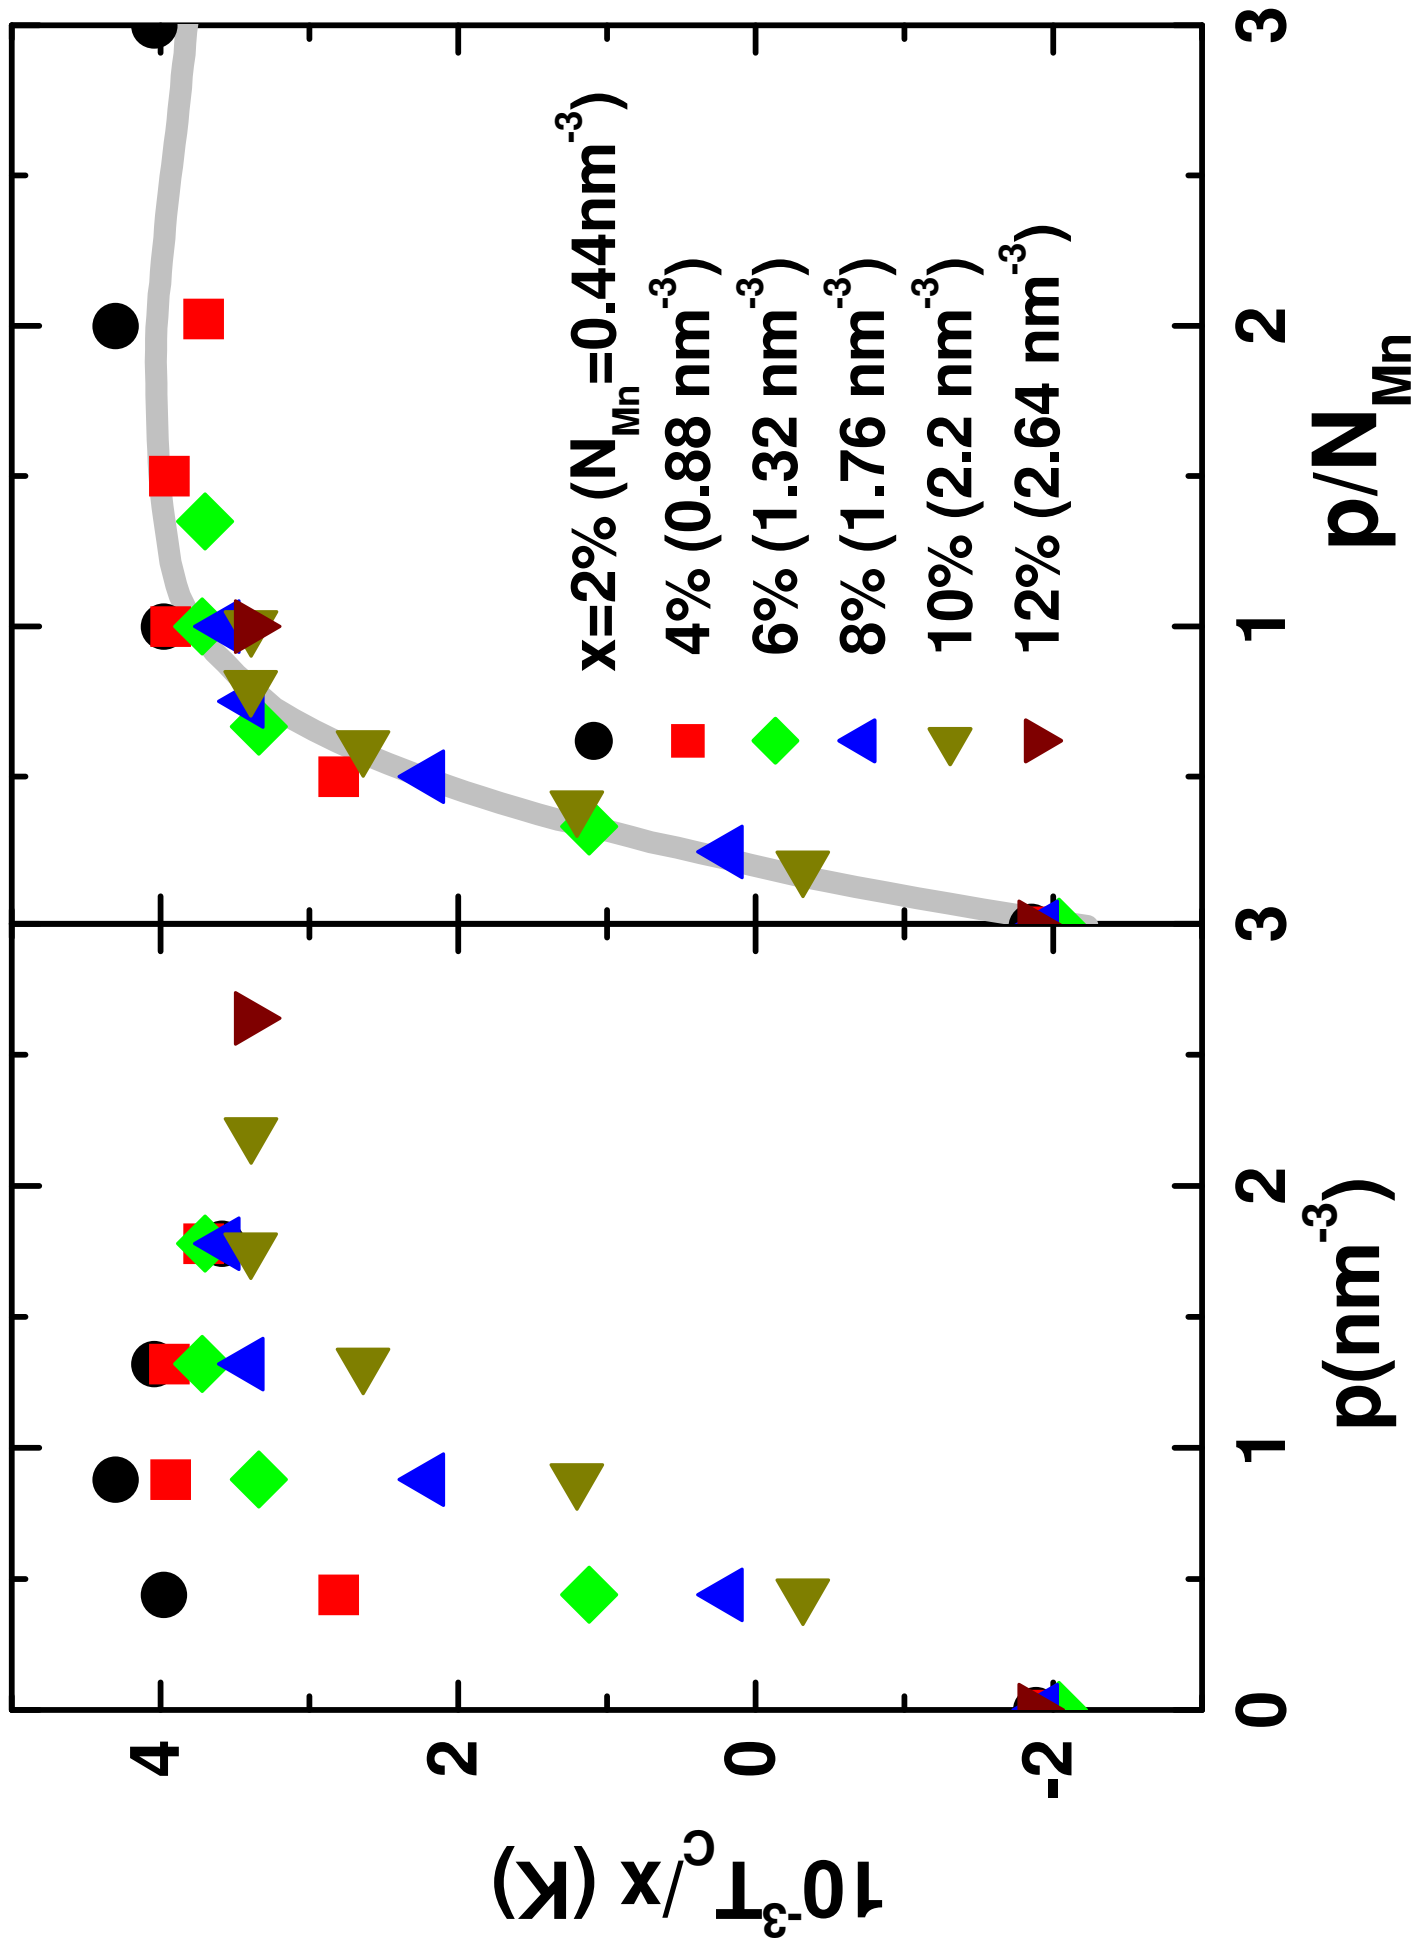 10⁻³T_C/x (K)
4
2
0
-2
0
1
2
3
1
2
3
p(nm⁻³)
p/N_Mn
x=2% (N_Mn=0.44nm⁻³)
4% (0.88 nm⁻³)
6% (1.32 nm⁻³)
8% (1.76 nm⁻³)
10% (2.2 nm⁻³)
12% (2.64 nm⁻³)